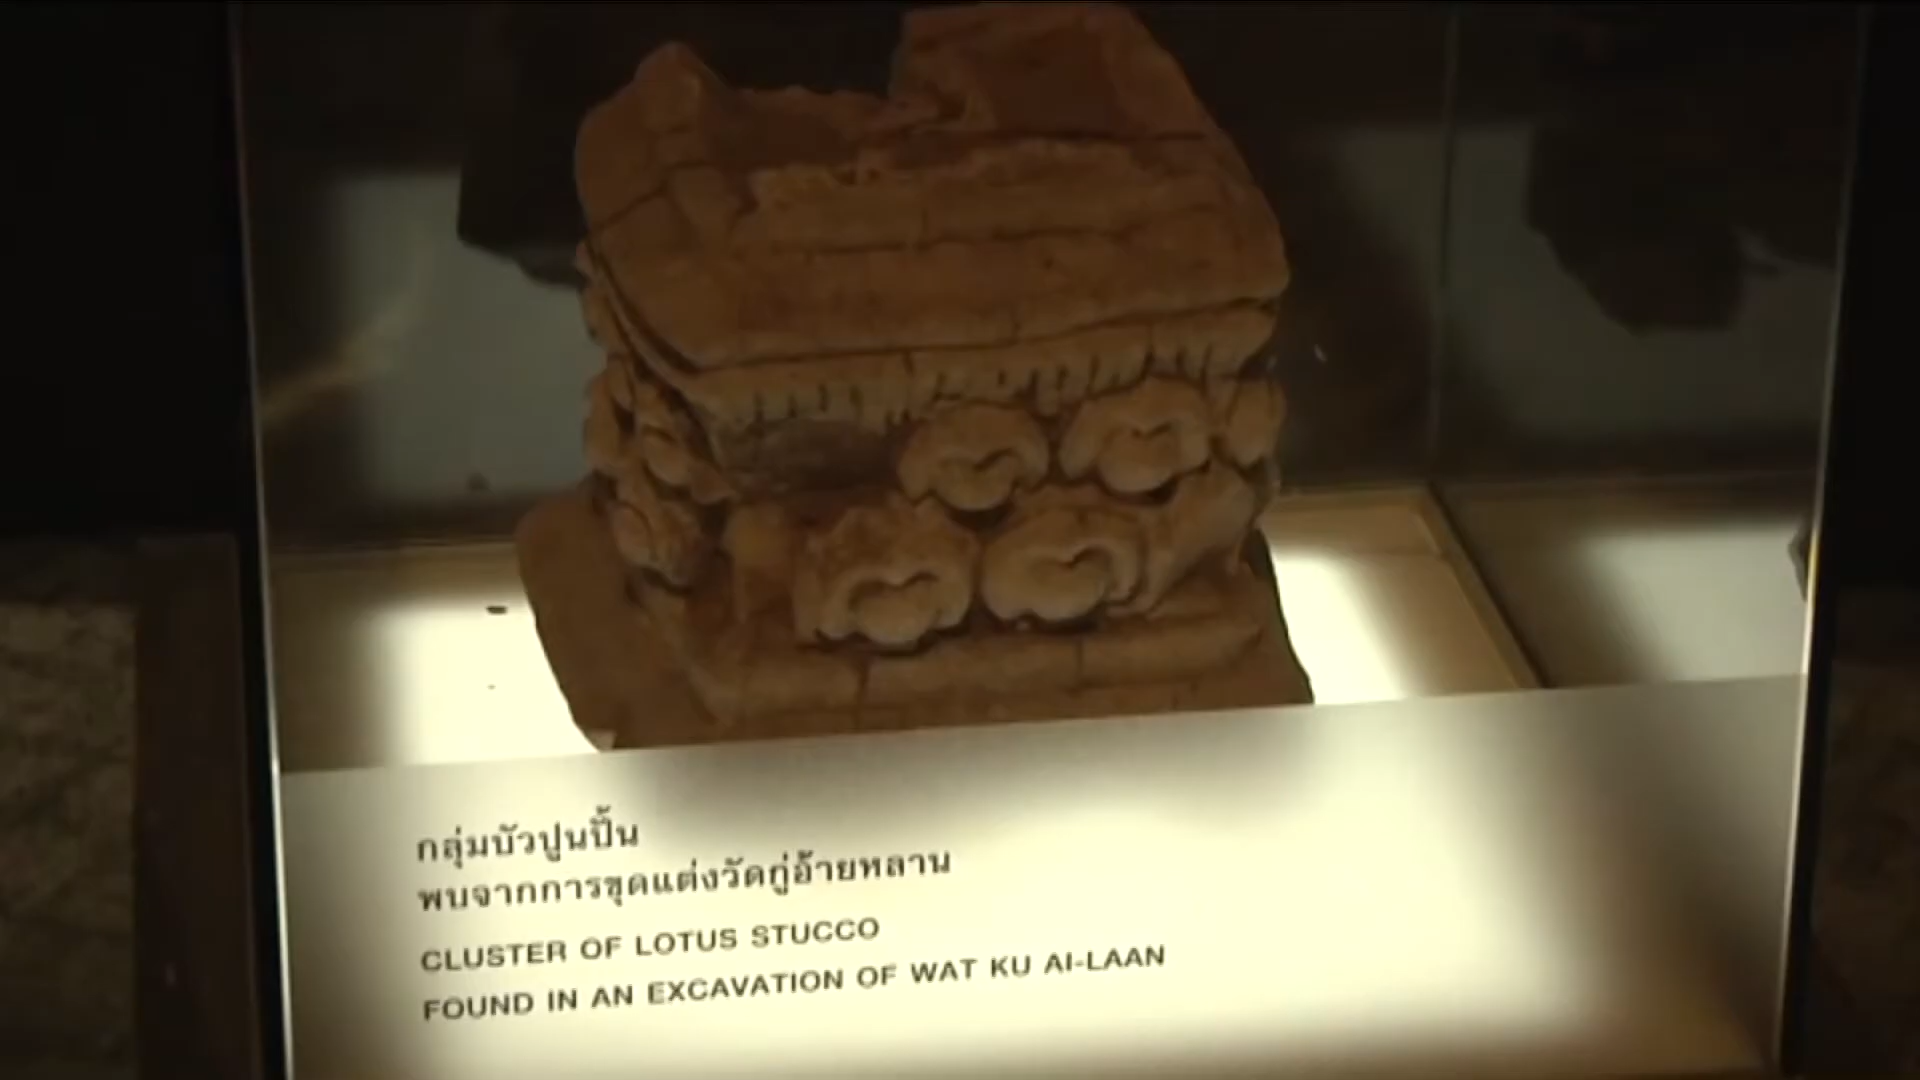 กลุ่มบัวปูนปั้น
พบจากการขุดแต่งวัดกู่อ้ายหลาน
CLUSTER OF LOTUS STUCCO
FOUND IN AN EXCAVATION OF WAT KU AI-LAAN